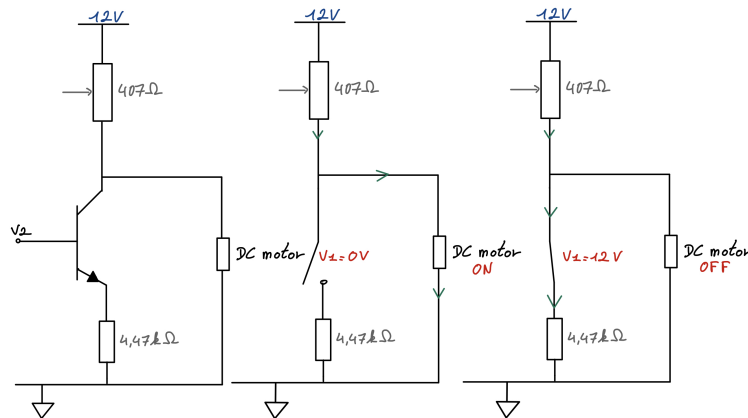 12V
407Ω
V2
DC motor
4,47kΩ
12V
407Ω
V1=0V
DC motor
ON
4,47kΩ
12V
407Ω
V1=12V
DC motor
OFF
4,47kΩ